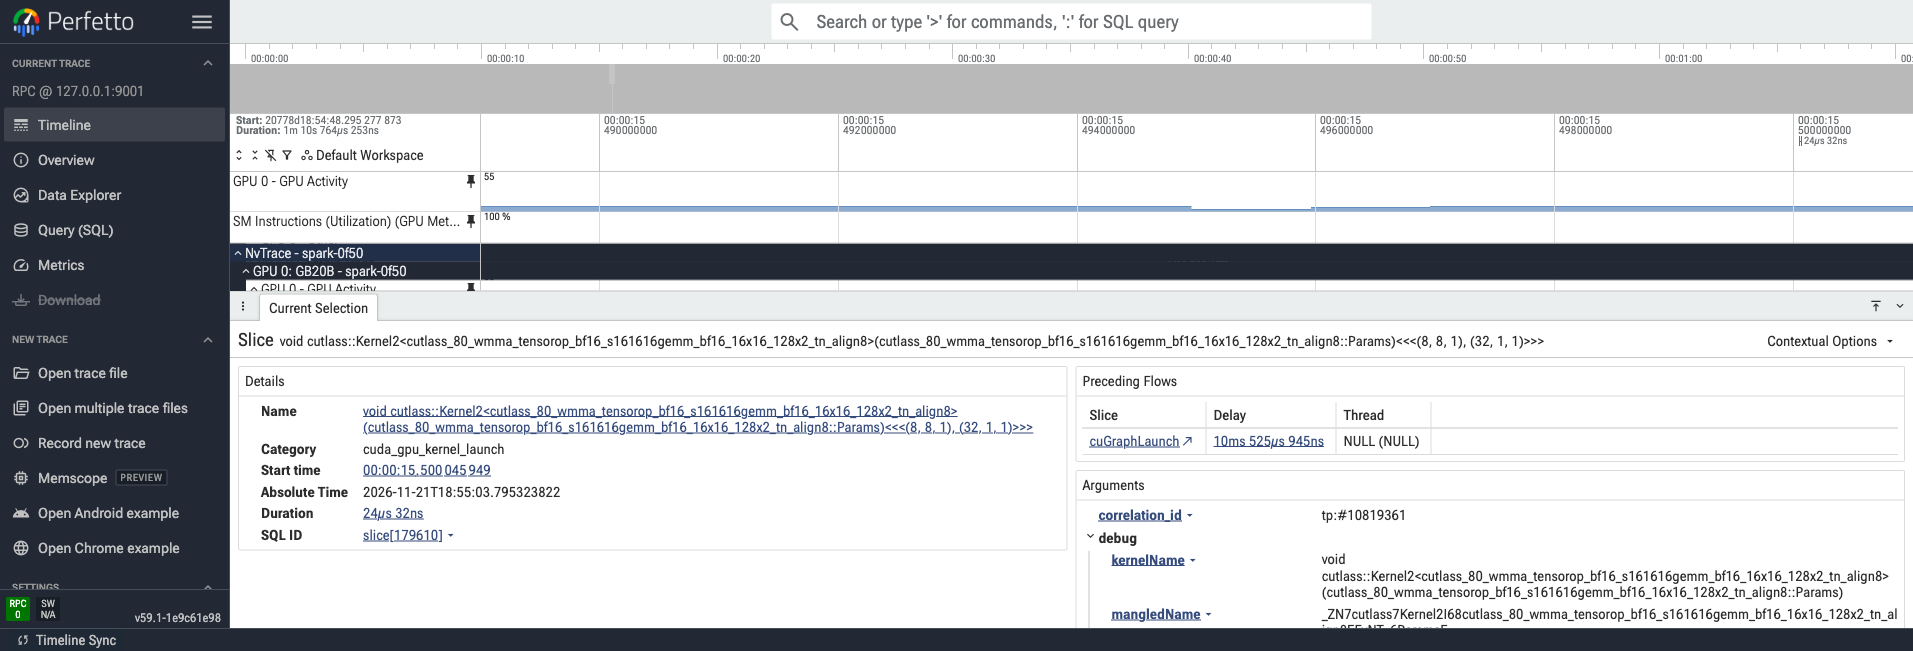 Perfetto
Search or type '>' for commands, ':' for SQL query
CURRENT TRACE
RPC @ 127.0.0.1:9001
Timeline
Overview
Data Explorer
Query (SQL)
Metrics
Download
NEW TRACE
Open trace file
Open multiple trace files
Record new trace
Memscope PREVIEW
Open Android example
Open Chrome example
SETTINGS
RPC 0
SW N/A
v59.1-1e9c61e98
Timeline Sync
00:00:00 00:00:10 00:00:20 00:00:30 00:00:40 00:00:50 00:01:00 00:
Start: 20778d18:54:48.295 277 873
Duration: 1m 10s 764µs 253ns
00:00:15 490000000
00:00:15 492000000
00:00:15 494000000
00:00:15 496000000
00:00:15 498000000
00:00:15 500000000
24µs 32ns
Default Workspace
GPU 0 - GPU Activity
55
SM Instructions (Utilization) (GPU Met...
100 %
NvTrace - spark-0f50
GPU 0: GB20B - spark-0f50
GPU 0 - GPU Activity
Current Selection
Slice void cutlass::Kernel2<cutlass_80_wmma_tensorop_bf16_s161616gemm_bf16_16x16_128x2_tn_align8>(cutlass_80_wmma_tensorop_bf16_s161616gemm_bf16_16x16_128x2_tn_align8::Params)<<<(8, 8, 1), (32, 1, 1)>>>
Contextual Options
Details
Name void cutlass::Kernel2<cutlass_80_wmma_tensorop_bf16_s161616gemm_bf16_16x16_128x2_tn_align8>
(cutlass_80_wmma_tensorop_bf16_s161616gemm_bf16_16x16_128x2_tn_align8::Params)<<<(8, 8, 1), (32, 1, 1)>>>
Category cuda_gpu_kernel_launch
Start time 00:00:15.500 045 949
Absolute Time 2026-11-21T18:55:03.795323822
Duration 24µs 32ns
SQL ID slice[179610]
Preceding Flows
Slice Delay Thread
cuGraphLaunch 10ms 525µs 945ns NULL (NULL)
Arguments
correlation_id tp:#10819361
debug
kernelName void
cutlass::Kernel2<cutlass_80_wmma_tensorop_bf16_s161616gemm_bf16_16x16_128x2_tn_align8>
(cutlass_80_wmma_tensorop_bf16_s161616gemm_bf16_16x16_128x2_tn_align8::Params)
mangledName _ZN7cutlass7Kernel2I68cutlass_80_wmma_tensorop_bf16_s161616gemm_bf16_16x16_128x2_tn_al